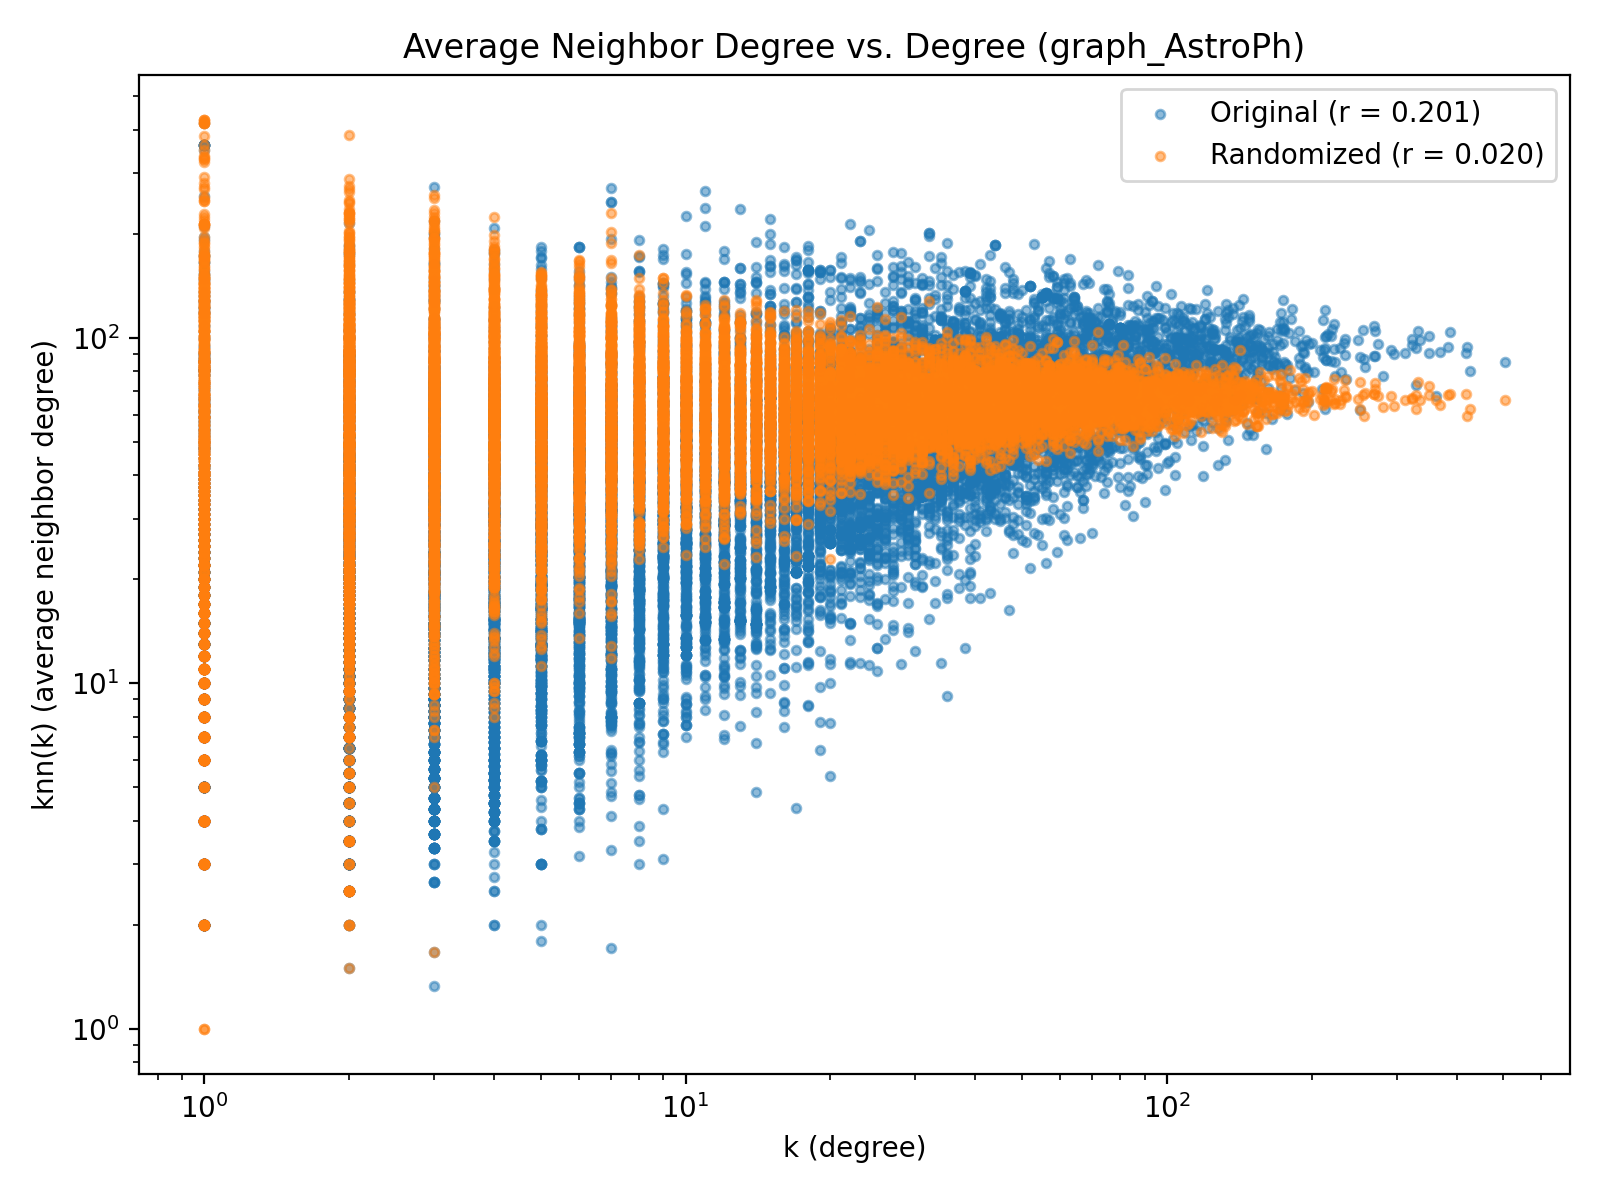 Average Neighbor Degree vs. Degree (graph_AstroPh)
Original (r = 0.201)
Randomized (r = 0.020)
knn(k) (average neighbor degree)
10²
10¹
10⁰
10⁰ 10¹ 10²
k (degree)